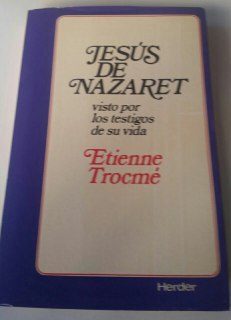 JESÚS
DE
NAZARET
visto por
los testigos
de su vida
Etienne
Trocmé
Herder